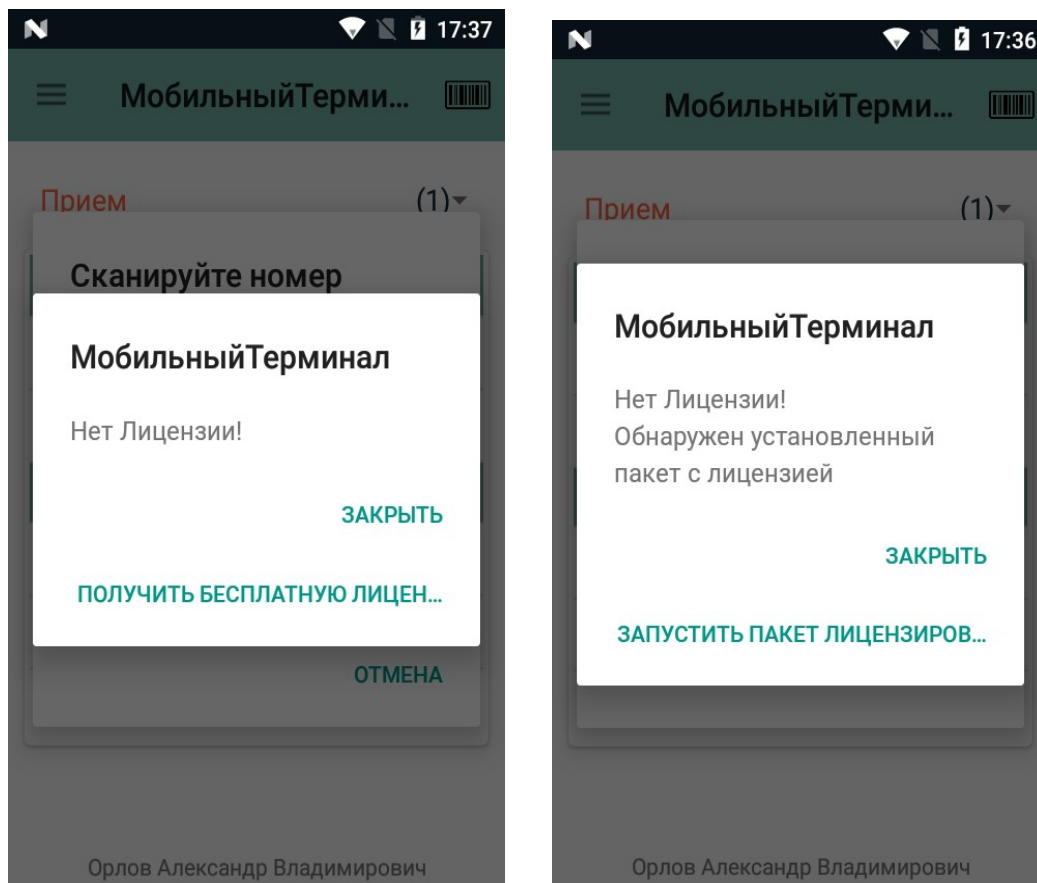 17:37
МобильныйТерми...
Прием (1)
Сканируйте номер
МобильныйТерминал
Нет Лицензии!
ЗАКРЫТЬ
ПОЛУЧИТЬ БЕСПЛАТНУЮ ЛИЦЕН...
ОТМЕНА
Орлов Александр Владимирович
17:36
МобильныйТерми...
Прием (1)
МобильныйТерминал
Нет Лицензии!
Обнаружен установленный
пакет с лицензией
ЗАКРЫТЬ
ЗАПУСТИТЬ ПАКЕТ ЛИЦЕНЗИРОВ...
Орлов Александр Владимирович